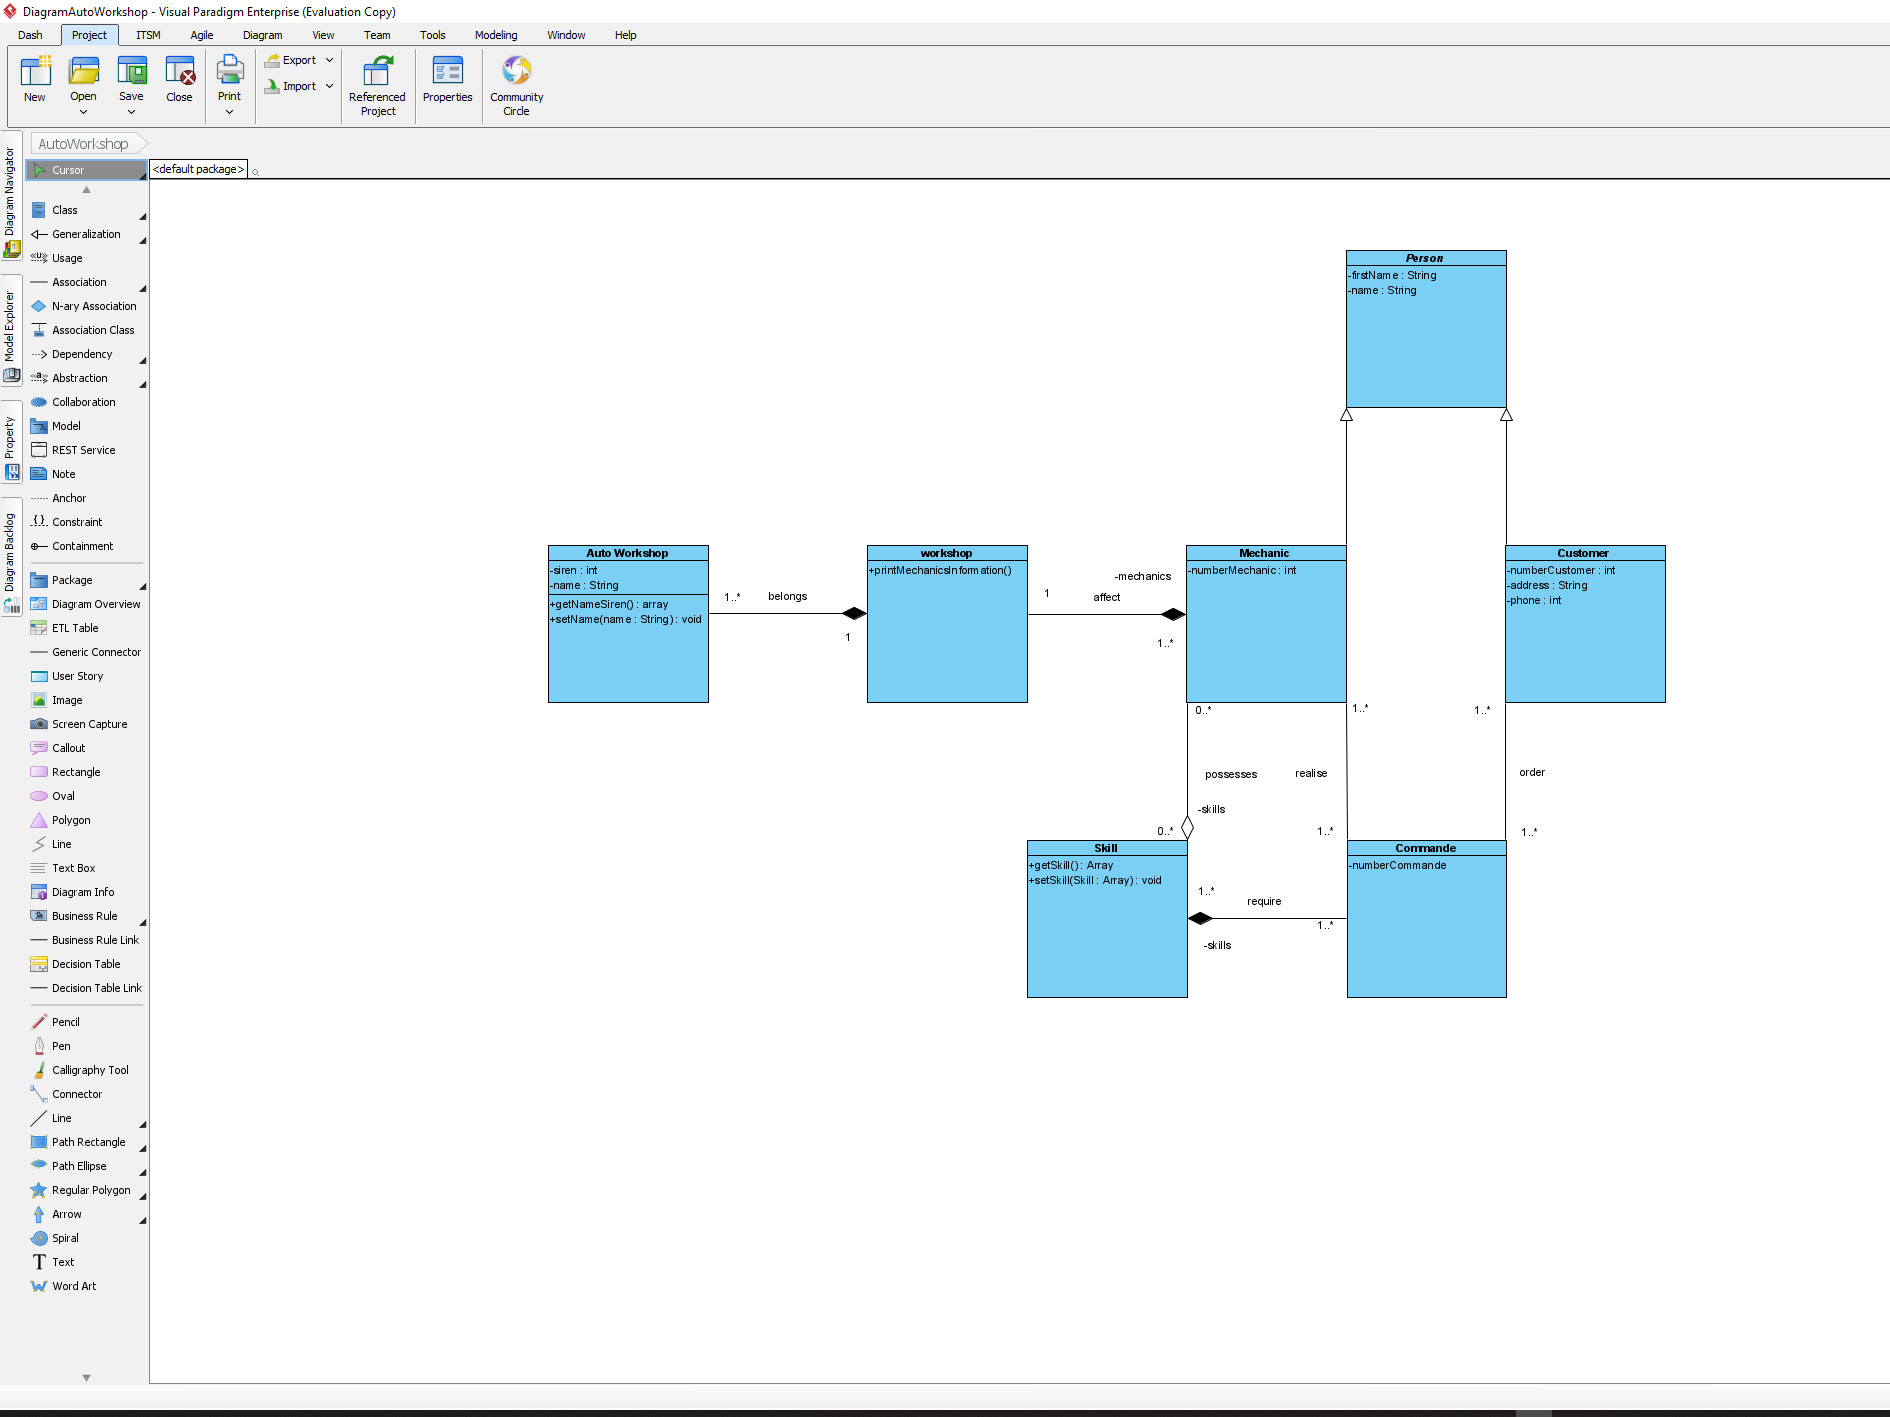 DiagramAutoWorkshop - Visual Paradigm Enterprise (Evaluation Copy)
Dash Project ITSM Agile Diagram View Team Tools Modeling Window Help
New
Open
Save
Close
Print
Export
Import
Referenced
Project
Properties
Community
Circle
Diagram Navigator
Model Explorer
Property
Diagram Backlog
AutoWorkshop
<default package>
Cursor
Class
Generalization
Usage
Association
N-ary Association
Association Class
Dependency
Abstraction
Collaboration
Model
REST Service
Note
Anchor
Constraint
Containment
Package
Diagram Overview
ETL Table
Generic Connector
User Story
Image
Screen Capture
Callout
Rectangle
Oval
Polygon
Line
Text Box
Diagram Info
Business Rule
Business Rule Link
Decision Table
Decision Table Link
Pencil
Pen
Calligraphy Tool
Connector
Line
Path Rectangle
Path Ellipse
Regular Polygon
Arrow
Spiral
Text
Word Art
Person
-firstName : String
-name : String
Auto Workshop
-siren : int
-name : String
+getNameSiren() : array
+setName(name : String) : void
1..*
belongs
1
workshop
+printMechanicsInformation()
1
-mechanics
affect
1..*
Mechanic
-numberMechanic : int
Customer
-numberCustomer : int
-address : String
-phone : int
0..*
possesses
-skills
0..*
1..*
realise
1..*
1..*
order
1..*
Skill
+getSkill() : Array
+setSkill(Skill : Array) : void
1..*
require
1..*
-skills
Commande
-numberCommande